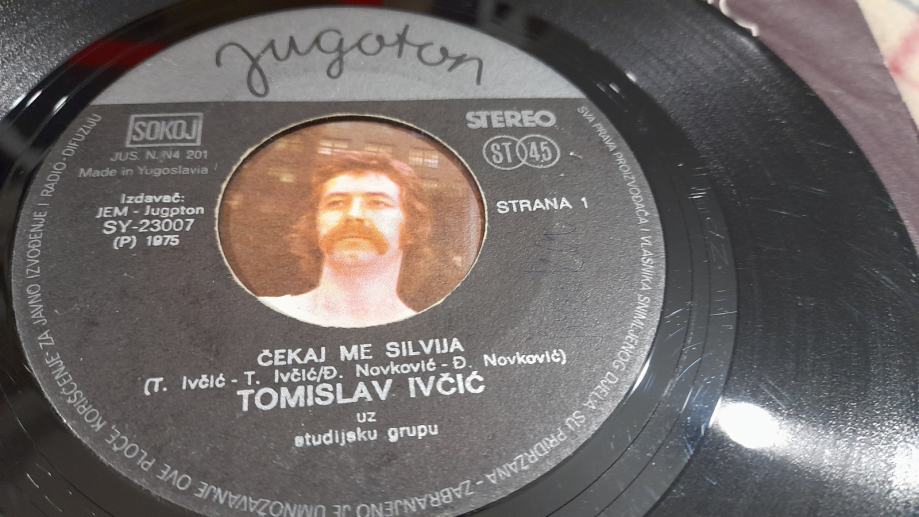 jugoton
SOKOJ
JUS. N. N4 201
Made in Yugoslavia
Izdavač:
JEM - Jugoton
SY-23007
(P) 1975
STEREO
ST 45
STRANA 1
ČEKAJ ME SILVIJA
(T. Ivčić - T. Ivčić/Đ. Novković - Đ. Novković)
TOMISLAV IVČIĆ
uz
studijsku grupu
SVA PRAVA PROIZVOĐAČA I VLASNIKA SNIMLJENOG DJELA SU PRIDRŽANA - ZABRANJENO JE UMNOŽAVANJE OVE PLOČE, KORIŠĆENJE ZA JAVNO IZVOĐENJE I RADIO-DIFUZIJU